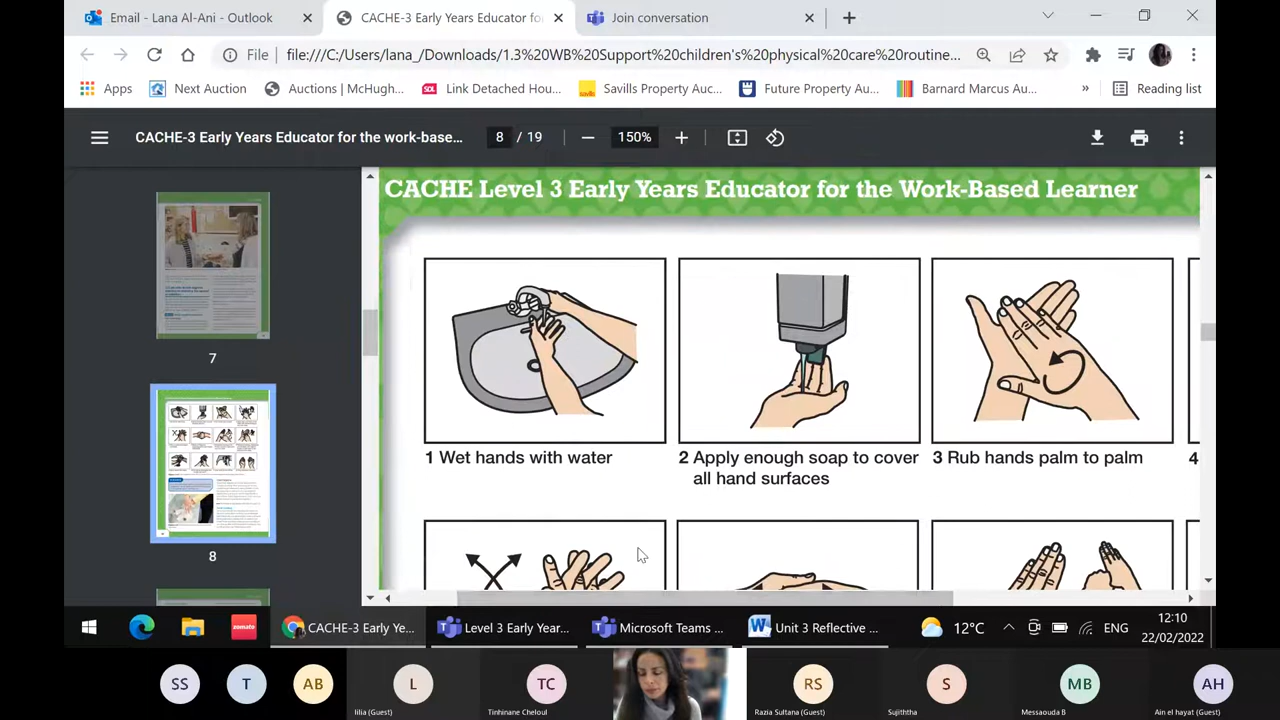 Email - Lana Al-Ani - Outlook
CACHE-3 Early Years Educator fo
Join conversation
File
file:///C:/Users/lana_/Downloads/1.3%20WB%20Support%20children's%20physical%20care%20routine...
Apps
Next Auction
Auctions | McHugh...
SDL
Link Detached Hou...
savills
Savills Property Auc...
Future Property Au...
Barnard Marcus Au...
»
Reading list
CACHE-3 Early Years Educator for the work-base...
8 / 19
150%
7
8
CACHE Level 3 Early Years Educator for the Work-Based Learner
1 Wet hands with water
2 Apply enough soap to cover
all hand surfaces
3 Rub hands palm to palm
4
zomato
CACHE-3 Early Ye...
Level 3 Early Year...
Microsoft Teams ...
Unit 3 Reflective ...
12°C
ENG
12:10
22/02/2022
SS
T
AB
L
lilia (Guest)
TC
Tinhinane Cheloul
RS
Razia Sultana (Guest)
S
Sujiththa
MB
Messaouda B
AH
Ain el hayat (Guest)